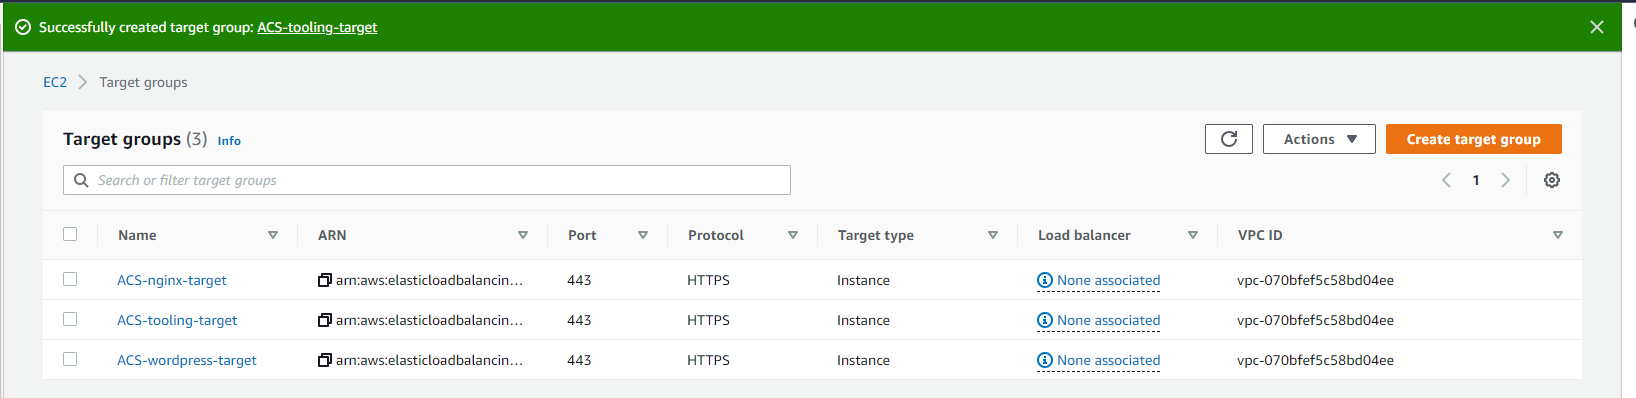 Successfully created target group: ACS-tooling-target
EC2 Target groups
Target groups (3) Info
Actions
Create target group
Search or filter target groups
1
Name ARN Port Protocol Target type Load balancer VPC ID
ACS-nginx-target arn:aws:elasticloadbalancin... 443 HTTPS Instance None associated vpc-070bfef5c58bd04ee
ACS-tooling-target arn:aws:elasticloadbalancin... 443 HTTPS Instance None associated vpc-070bfef5c58bd04ee
ACS-wordpress-target arn:aws:elasticloadbalancin... 443 HTTPS Instance None associated vpc-070bfef5c58bd04ee